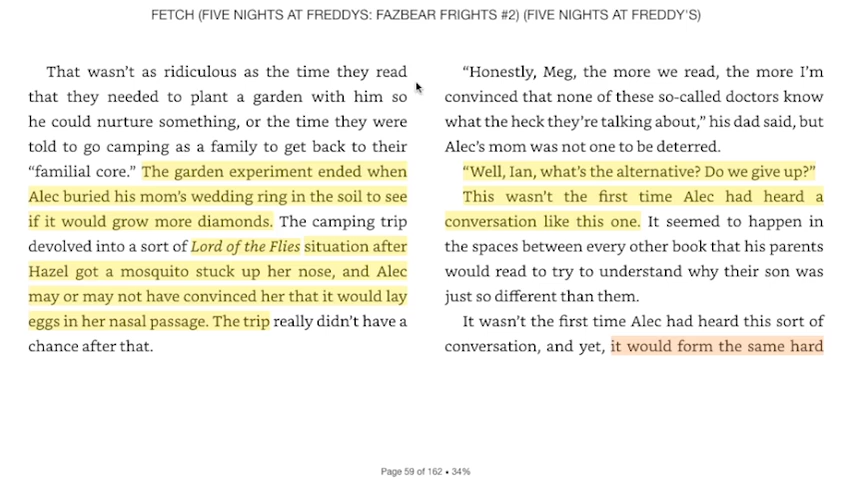 FETCH (FIVE NIGHTS AT FREDDYS: FAZBEAR FRIGHTS #2) (FIVE NIGHTS AT FREDDY'S)
That wasn't as ridiculous as the time they read
that they needed to plant a garden with him so
he could nurture something, or the time they were
told to go camping as a family to get back to their
“familial core.” The garden experiment ended when
Alec buried his mom's wedding ring in the soil to see
if it would grow more diamonds. The camping trip
devolved into a sort of Lord of the Flies situation after
Hazel got a mosquito stuck up her nose, and Alec
may or may not have convinced her that it would lay
eggs in her nasal passage. The trip really didn't have a
chance after that.
“Honestly, Meg, the more we read, the more I'm
convinced that none of these so-called doctors know
what the heck they're talking about,” his dad said, but
Alec's mom was not one to be deterred.
“Well, Ian, what's the alternative? Do we give up?”
This wasn't the first time Alec had heard a
conversation like this one. It seemed to happen in
the spaces between every other book that his parents
would read to try to understand why their son was
just so different than them.
It wasn't the first time Alec had heard this sort of
conversation, and yet, it would form the same hard
Page 59 of 162 • 34%